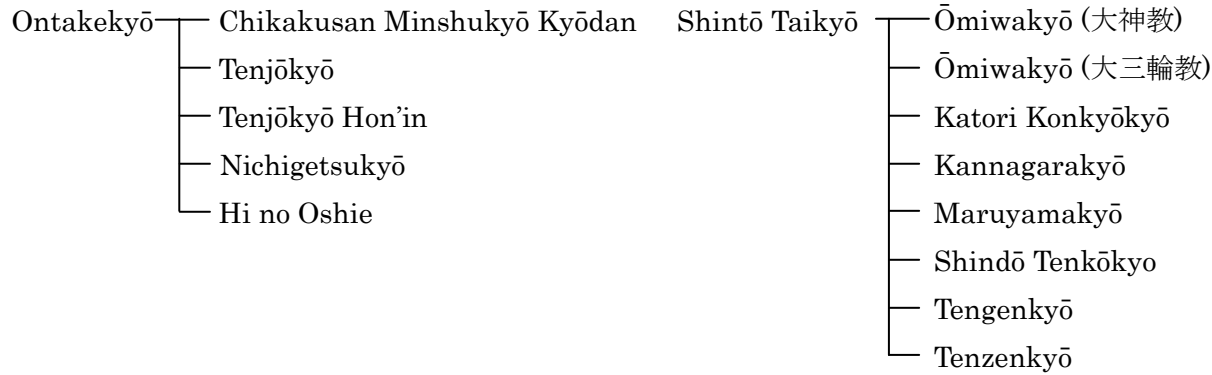 Ontakekyō
Chikakusan Minshukyō Kyōdan
Tenjōkyō
Tenjōkyō Hon’in
Nichigetsukyō
Hi no Oshie
Shintō Taikyō
Ōmiwakyō (大神教)
Ōmiwakyō (大三輪教)
Katori Konkyōkyō
Kannagarakyō
Maruyamakyō
Shindō Tenkōkyo
Tengenkyō
Tenzenkyō